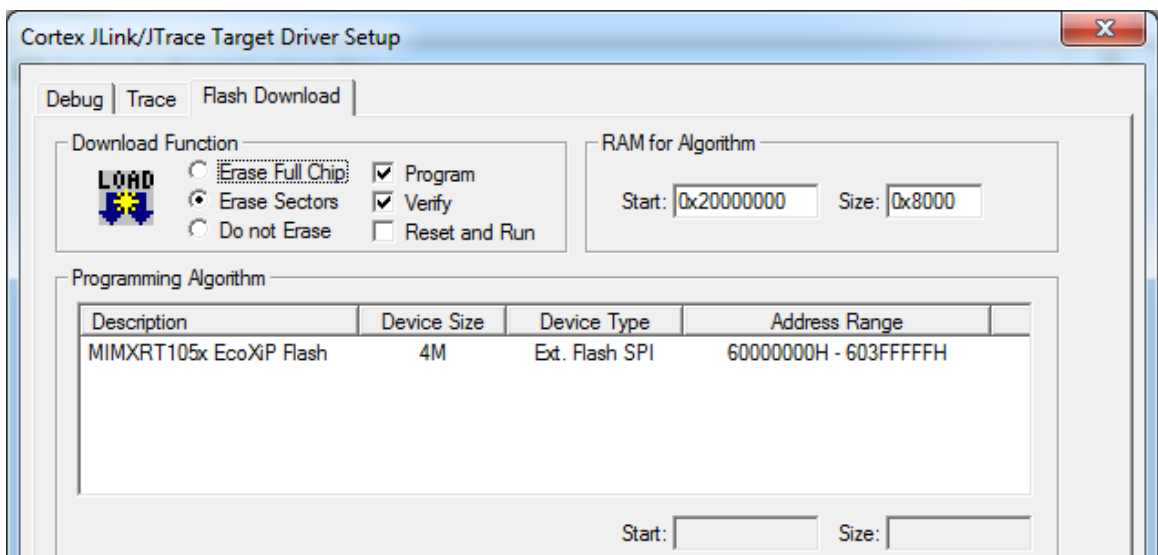 Cortex JLink/JTrace Target Driver Setup
Debug Trace Flash Download
Download Function
LOAD
Erase Full Chip
Erase Sectors
Do not Erase
Program
Verify
Reset and Run
RAM for Algorithm
Start: 0x20000000 Size: 0x8000
Programming Algorithm
Description Device Size Device Type Address Range
MIMXRT105x EcoXiP Flash 4M Ext. Flash SPI 60000000H - 603FFFFFH
Start: Size: